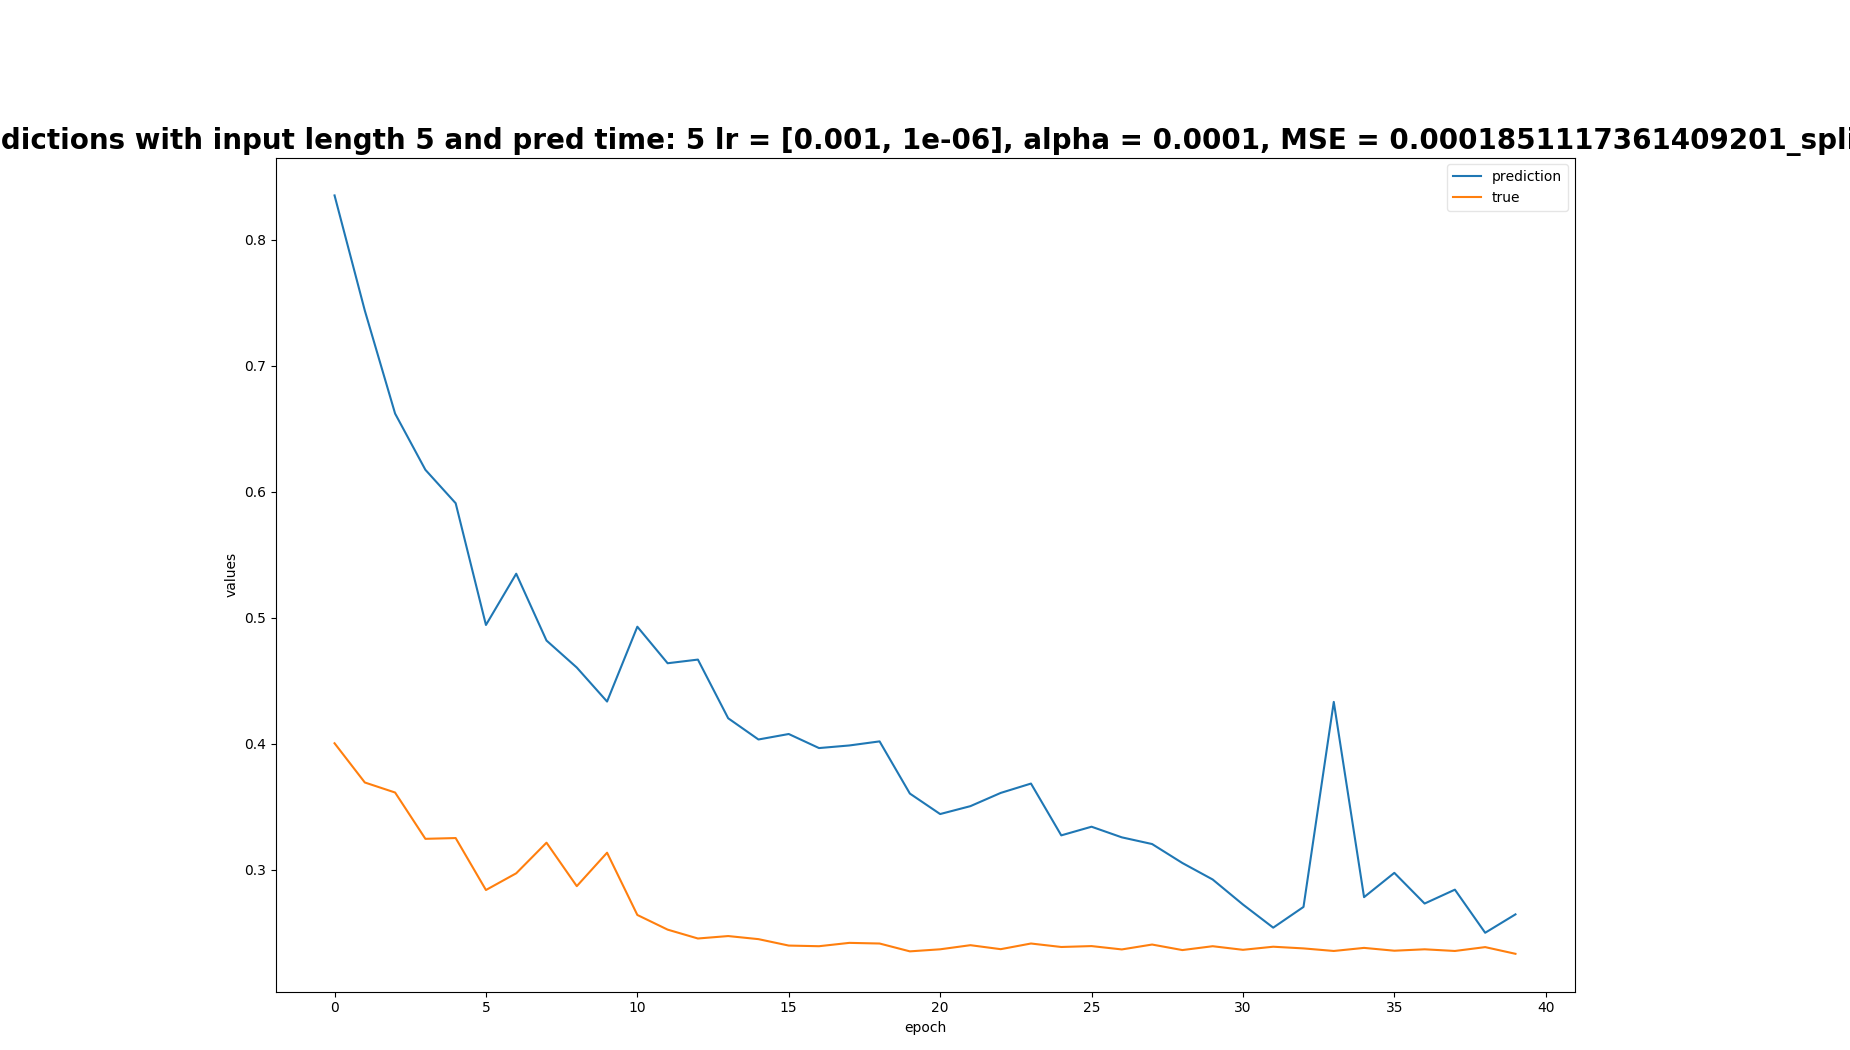 dictions with input length 5 and pred time: 5 lr = [0.001, 1e-06], alpha = 0.0001, MSE = 0.0001851117361409201_spli
prediction
true
0.8
0.7
0.6
0.5
0.4
0.3
values
0 5 10 15 20 25 30 35 40
epoch